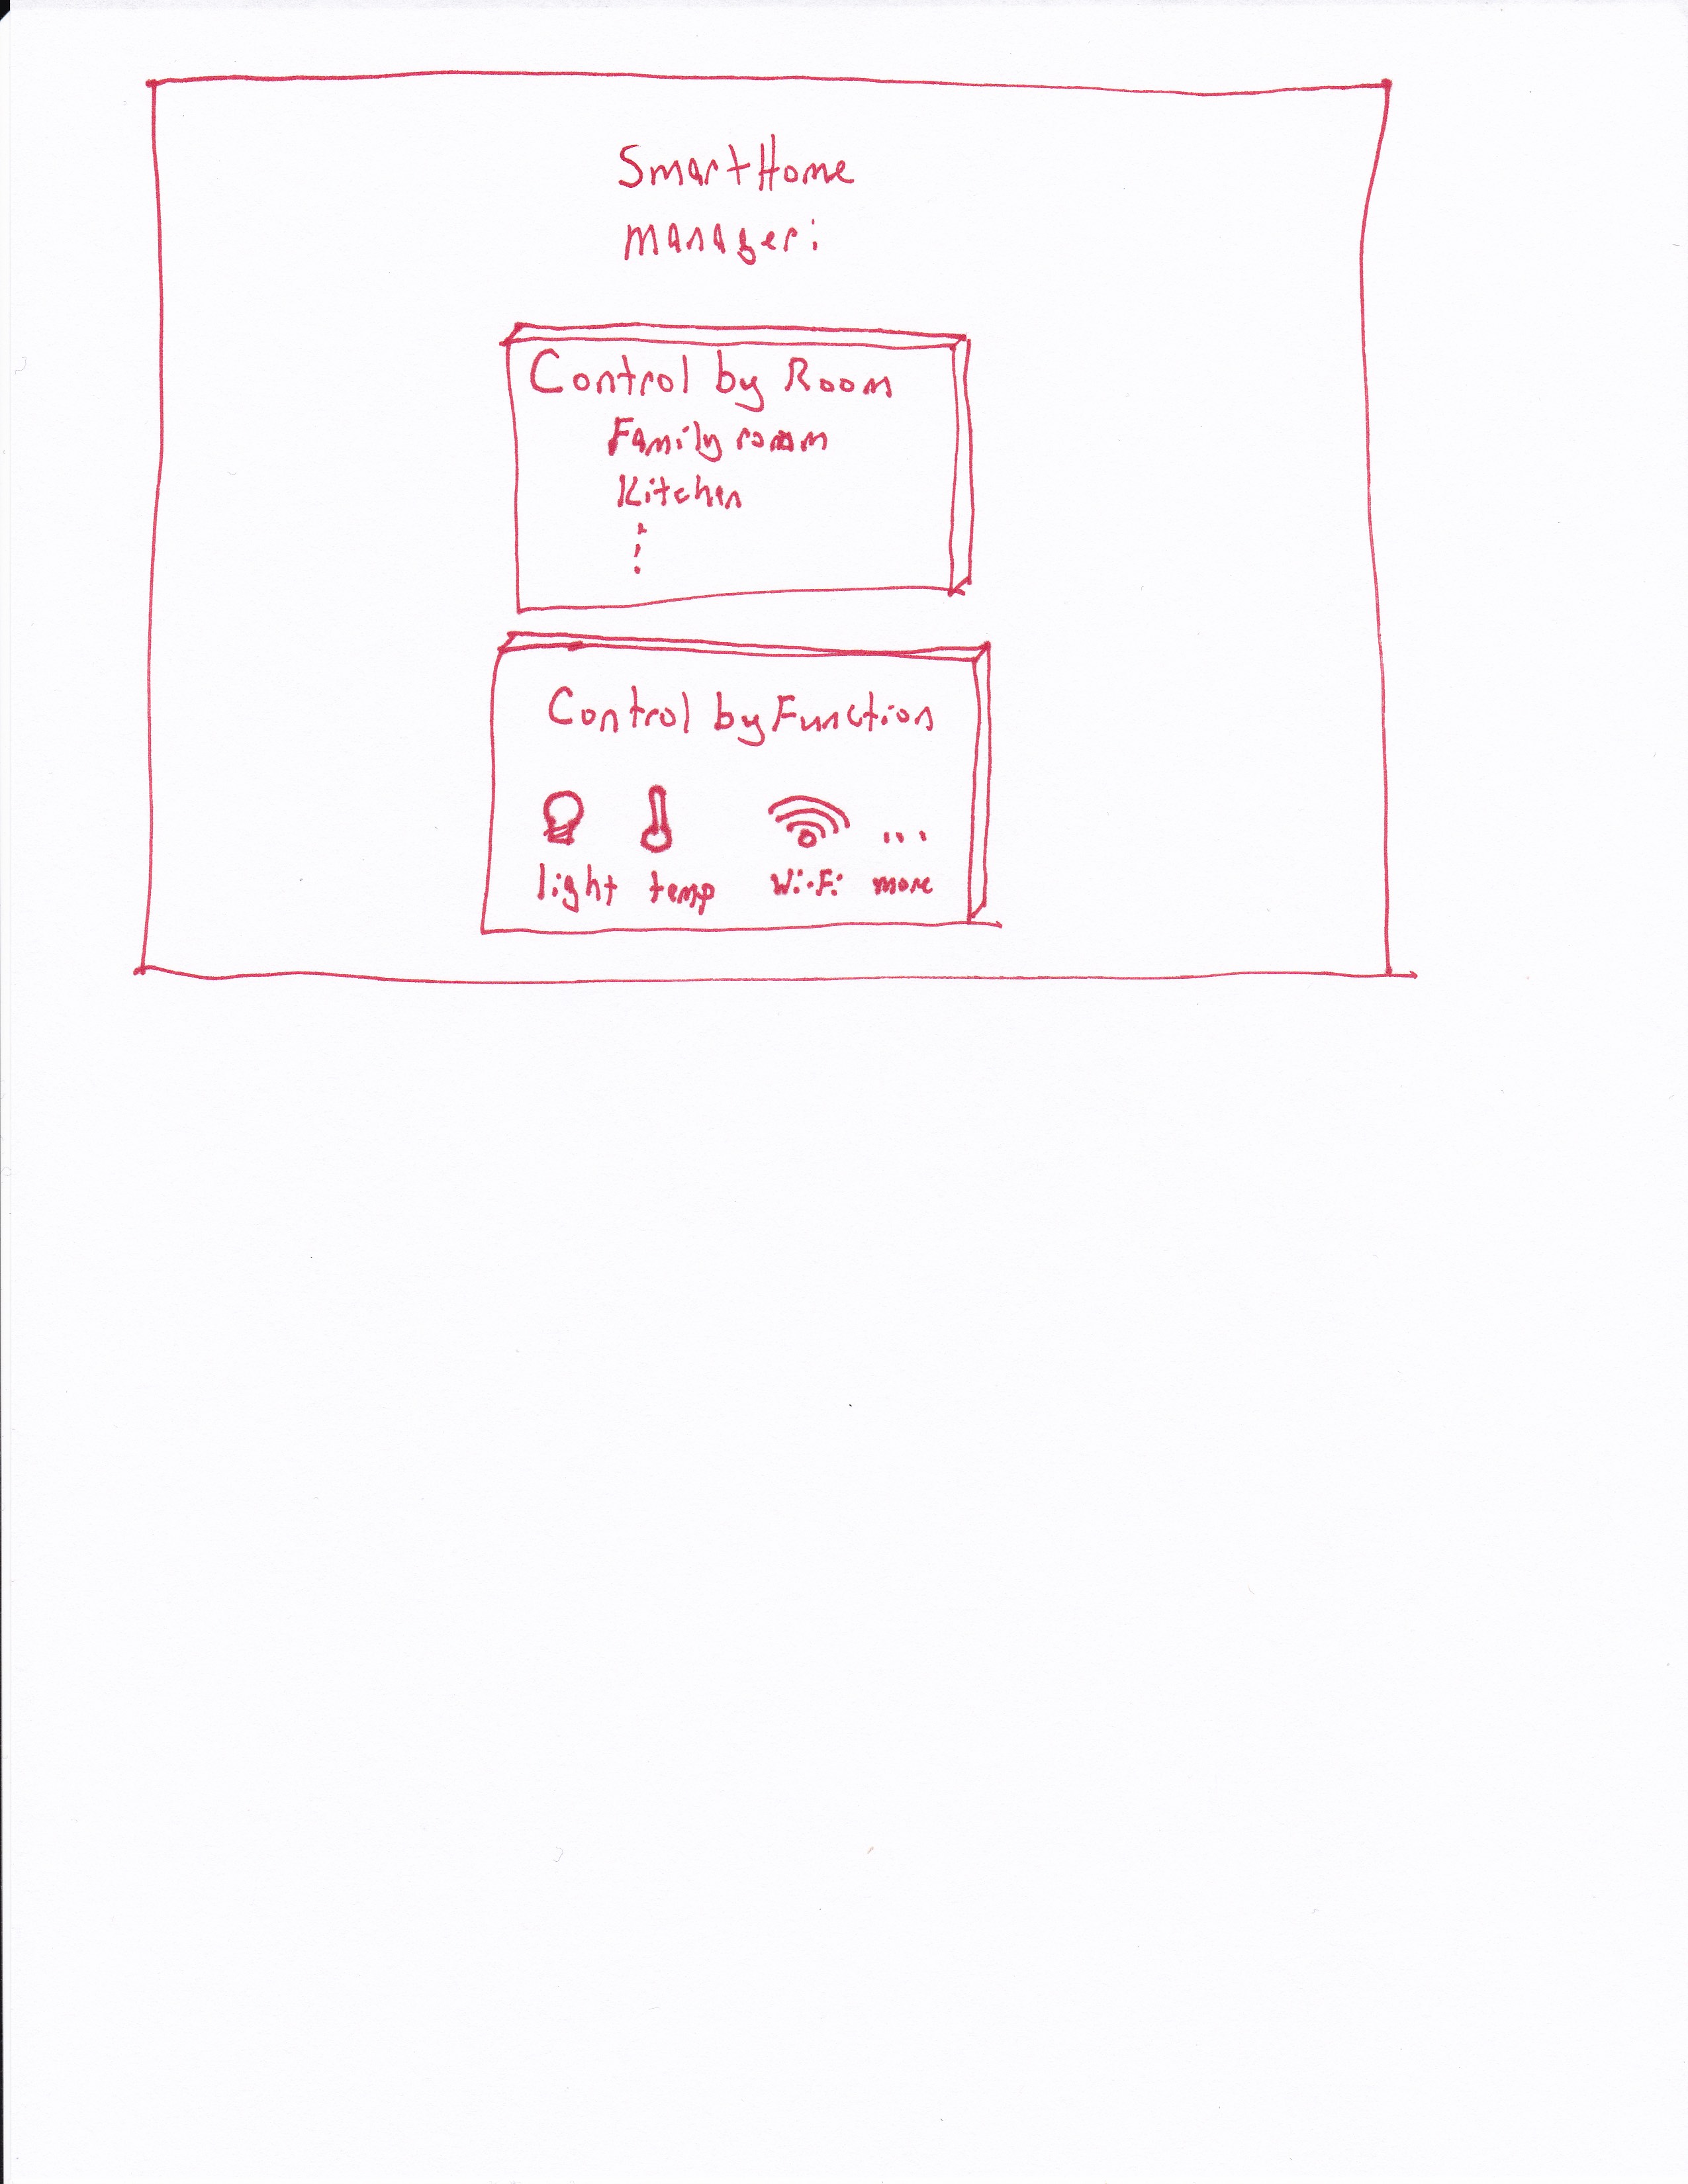 SmartHome
manager:
Control by Room
Family room
Kitchen
⋮
Control by Function
...
light temp Wi-Fi more